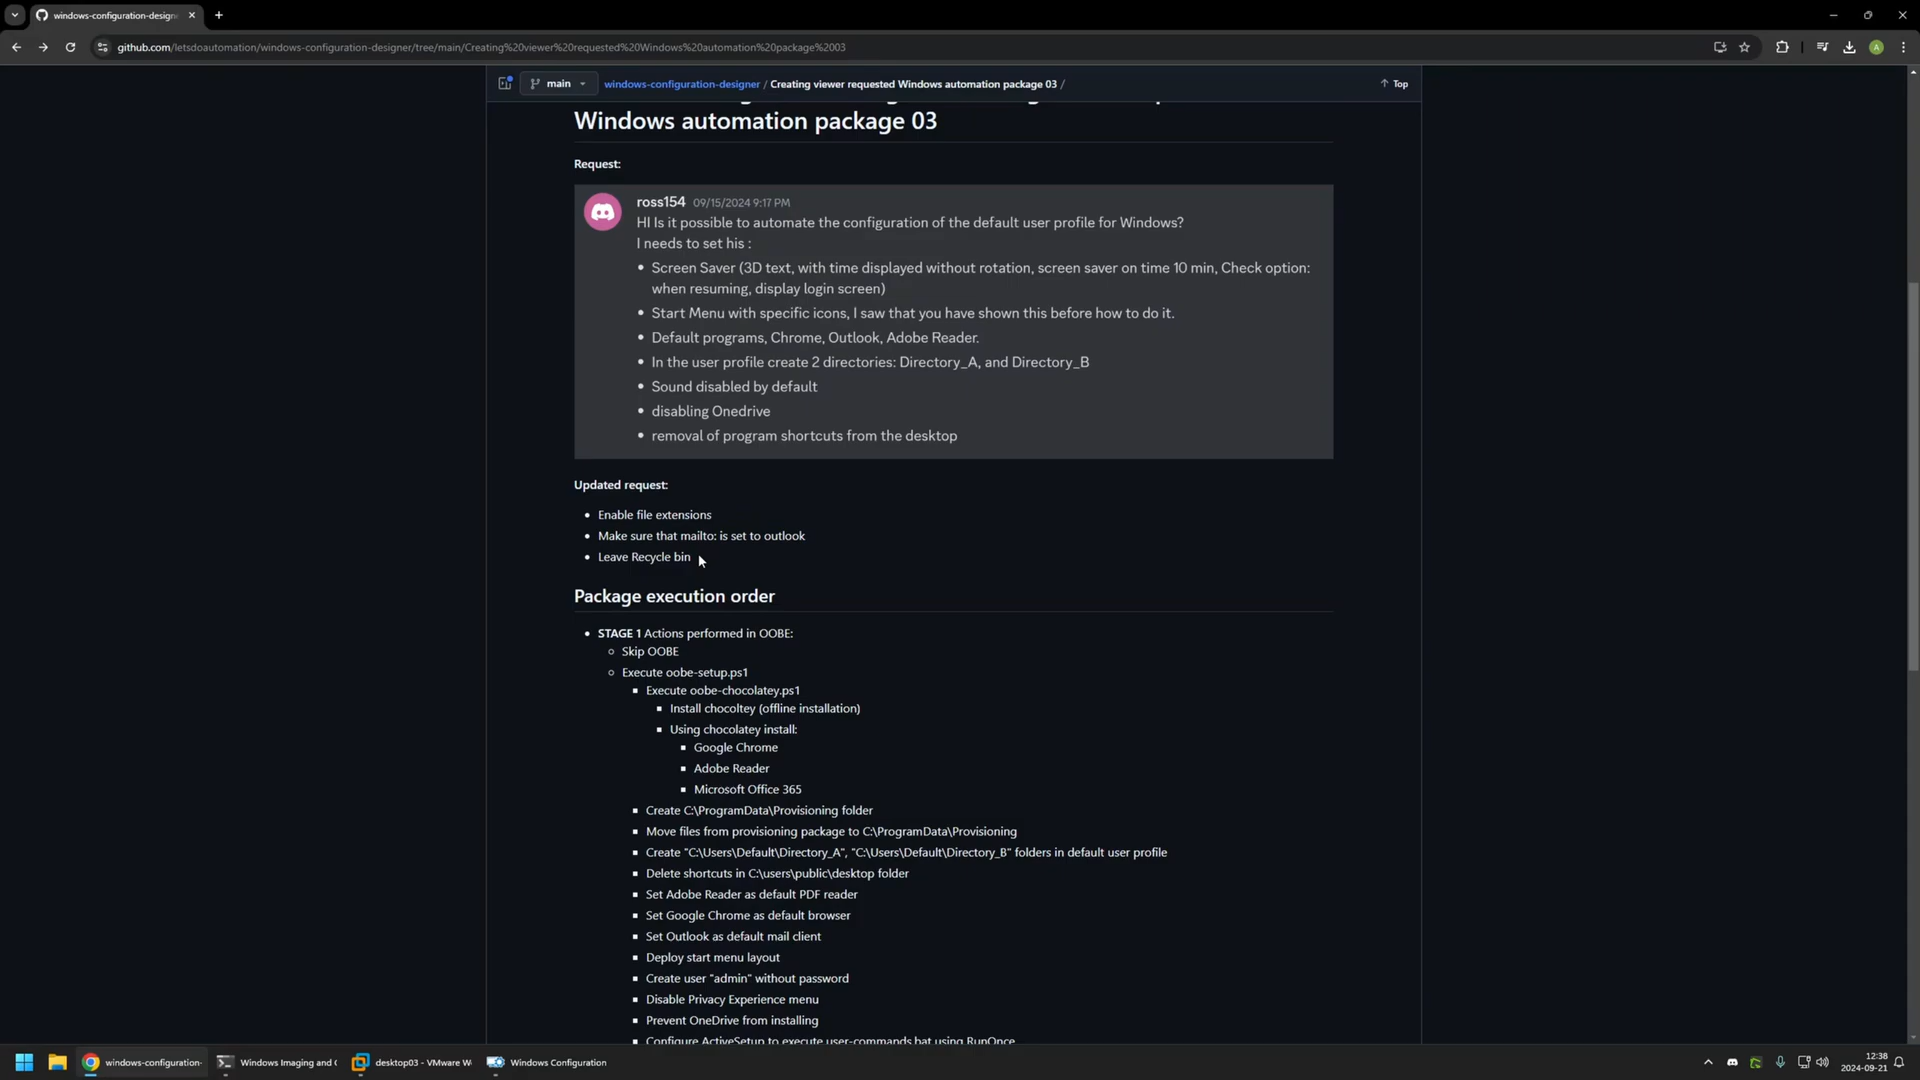 windows-configuration-design
github.com/letsdoautomation/windows-configuration-designer/tree/main/Creating%20viewer%20requested%20Windows%20automation%20package%2003
A
main
windows-configuration-designer / Creating viewer requested Windows automation package 03 /
Top
Windows automation package 03
Request:
ross154 09/15/2024 9:17 PM
HI Is it possible to automate the configuration of the default user profile for Windows?
I needs to set his :
• Screen Saver (3D text, with time displayed without rotation, screen saver on time 10 min, Check option:
when resuming, display login screen)
• Start Menu with specific icons, I saw that you have shown this before how to do it.
• Default programs, Chrome, Outlook, Adobe Reader.
• In the user profile create 2 directories: Directory_A, and Directory_B
• Sound disabled by default
• disabling Onedrive
• removal of program shortcuts from the desktop
Updated request:
• Enable file extensions
• Make sure that mailto: is set to outlook
• Leave Recycle bin
Package execution order
• STAGE 1 Actions performed in OOBE:
Skip OOBE
Execute oobe-setup.ps1
Execute oobe-chocolatey.ps1
Install chocoltey (offline installation)
Using chocolatey install:
Google Chrome
Adobe Reader
Microsoft Office 365
Create C:\ProgramData\Provisioning folder
Move files from provisioning package to C:\ProgramData\Provisioning
Create "C:\Users\Default\Directory_A", "C:\Users\Default\Directory_B" folders in default user profile
Delete shortcuts in C:\users\public\desktop folder
Set Adobe Reader as default PDF reader
Set Google Chrome as default browser
Set Outlook as default mail client
Deploy start menu layout
Create user "admin" without password
Disable Privacy Experience menu
Prevent OneDrive from installing
Configure ActiveSetup to execute user-commands.bat using RunOnce
windows-configuration-
Windows Imaging and
desktop03 - VMware W
Windows Configuration
12:38
2024-09-21